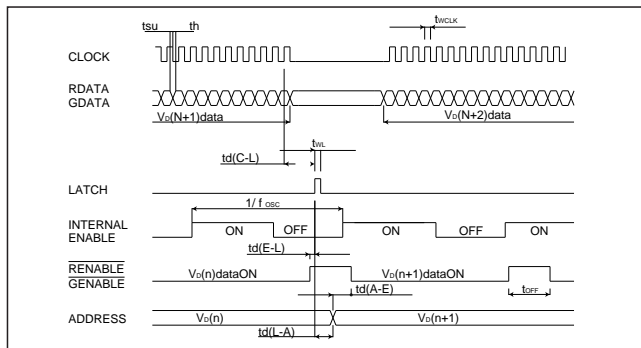 tsu th tWCLK
CLOCK
RDATA
GDATA
VD(N+1)data VD(N+2)data
tWL
td(C-L)
LATCH
1/ fOSC
INTERNAL
ENABLE
ON OFF ON OFF ON
td(E-L)
RENABLE
GENABLE
VD(n)dataON VD(n+1)dataON tOFF
td(A-E)
ADDRESS VD(n) VD(n+1)
td(L-A)